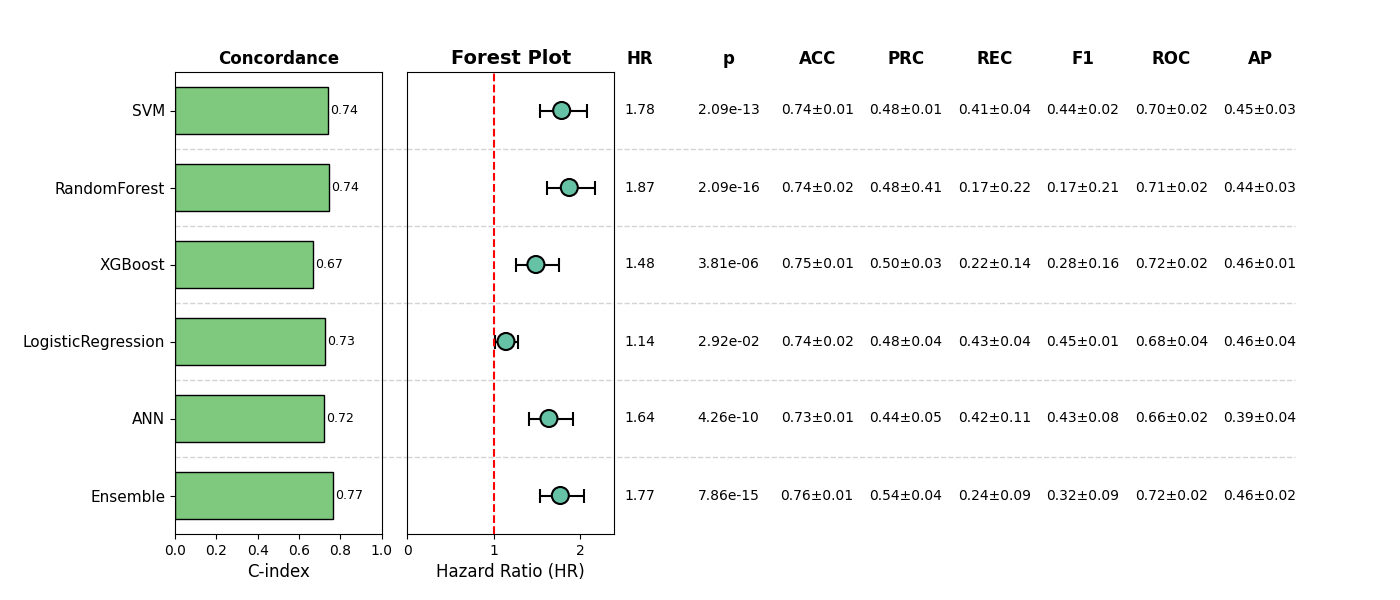 Concordance Forest Plot HR p ACC PRC REC F1 ROC AP
SVM 0.74 1.78 2.09e-13 0.74±0.01 0.48±0.01 0.41±0.04 0.44±0.02 0.70±0.02 0.45±0.03
RandomForest 0.74 1.87 2.09e-16 0.74±0.02 0.48±0.41 0.17±0.22 0.17±0.21 0.71±0.02 0.44±0.03
XGBoost 0.67 1.48 3.81e-06 0.75±0.01 0.50±0.03 0.22±0.14 0.28±0.16 0.72±0.02 0.46±0.01
LogisticRegression 0.73 1.14 2.92e-02 0.74±0.02 0.48±0.04 0.43±0.04 0.45±0.01 0.68±0.04 0.46±0.04
ANN 0.72 1.64 4.26e-10 0.73±0.01 0.44±0.05 0.42±0.11 0.43±0.08 0.66±0.02 0.39±0.04
Ensemble 0.77 1.77 7.86e-15 0.76±0.01 0.54±0.04 0.24±0.09 0.32±0.09 0.72±0.02 0.46±0.02
0.0 0.2 0.4 0.6 0.8 1.0 0 1 2
C-index Hazard Ratio (HR)